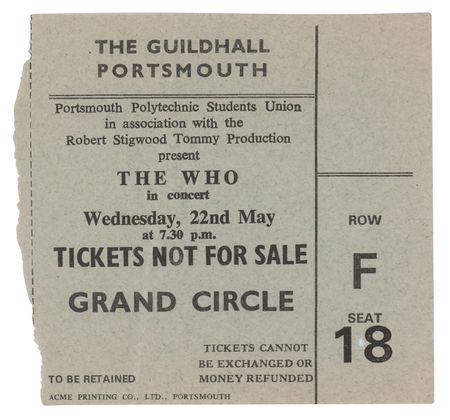 THE GUILDHALL
PORTSMOUTH
Portsmouth Polytechnic Students Union
in association with the
Robert Stigwood Tommy Production
present
THE WHO
in concert
Wednesday, 22nd May
at 7.30 p.m.
TICKETS NOT FOR SALE
GRAND CIRCLE
TICKETS CANNOT
BE EXCHANGED OR
TO BE RETAINED MONEY REFUNDED
ACME PRINTING CO., LTD., PORTSMOUTH
ROW
F
SEAT
18